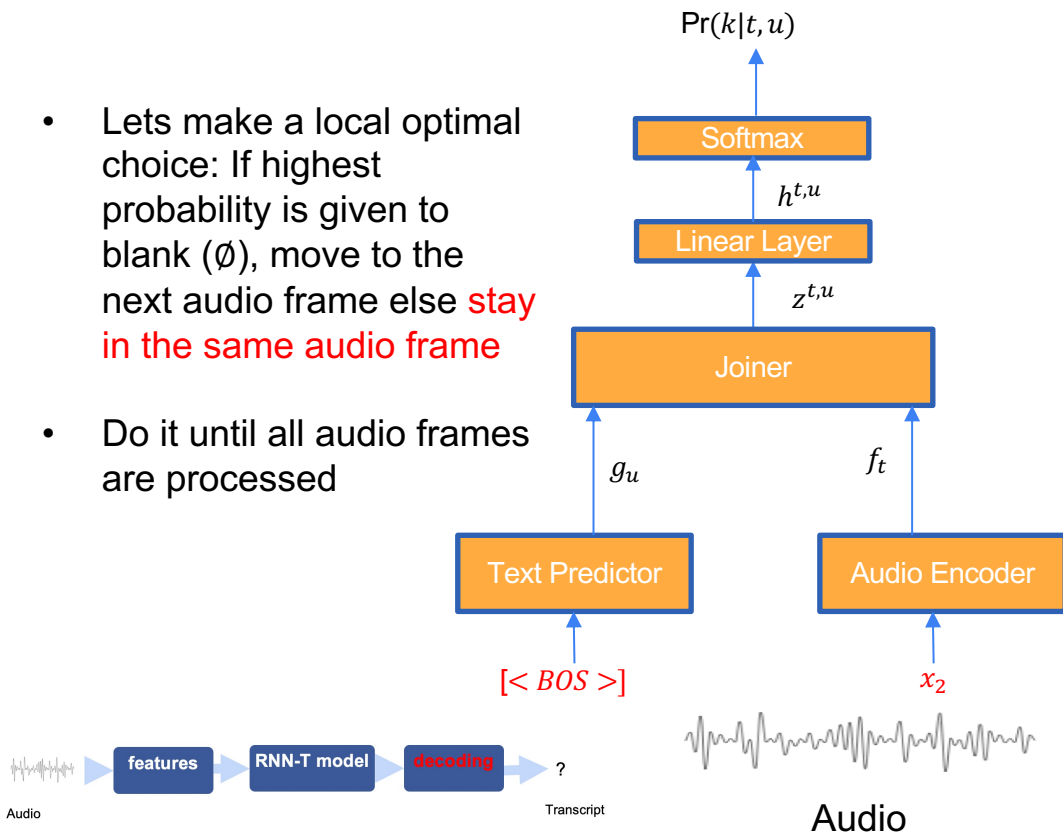 • Lets make a local optimal
choice: If highest
probability is given to
blank (∅), move to the
next audio frame else stay
in the same audio frame
• Do it until all audio frames
are processed
Pr(k|t, u)
Softmax
h^{t,u}
Linear Layer
z^{t,u}
Joiner
g_u
f_t
Text Predictor
Audio Encoder
[< BOS >]
x_2
Audio
features
RNN-T model
decoding
?
Audio
Transcript